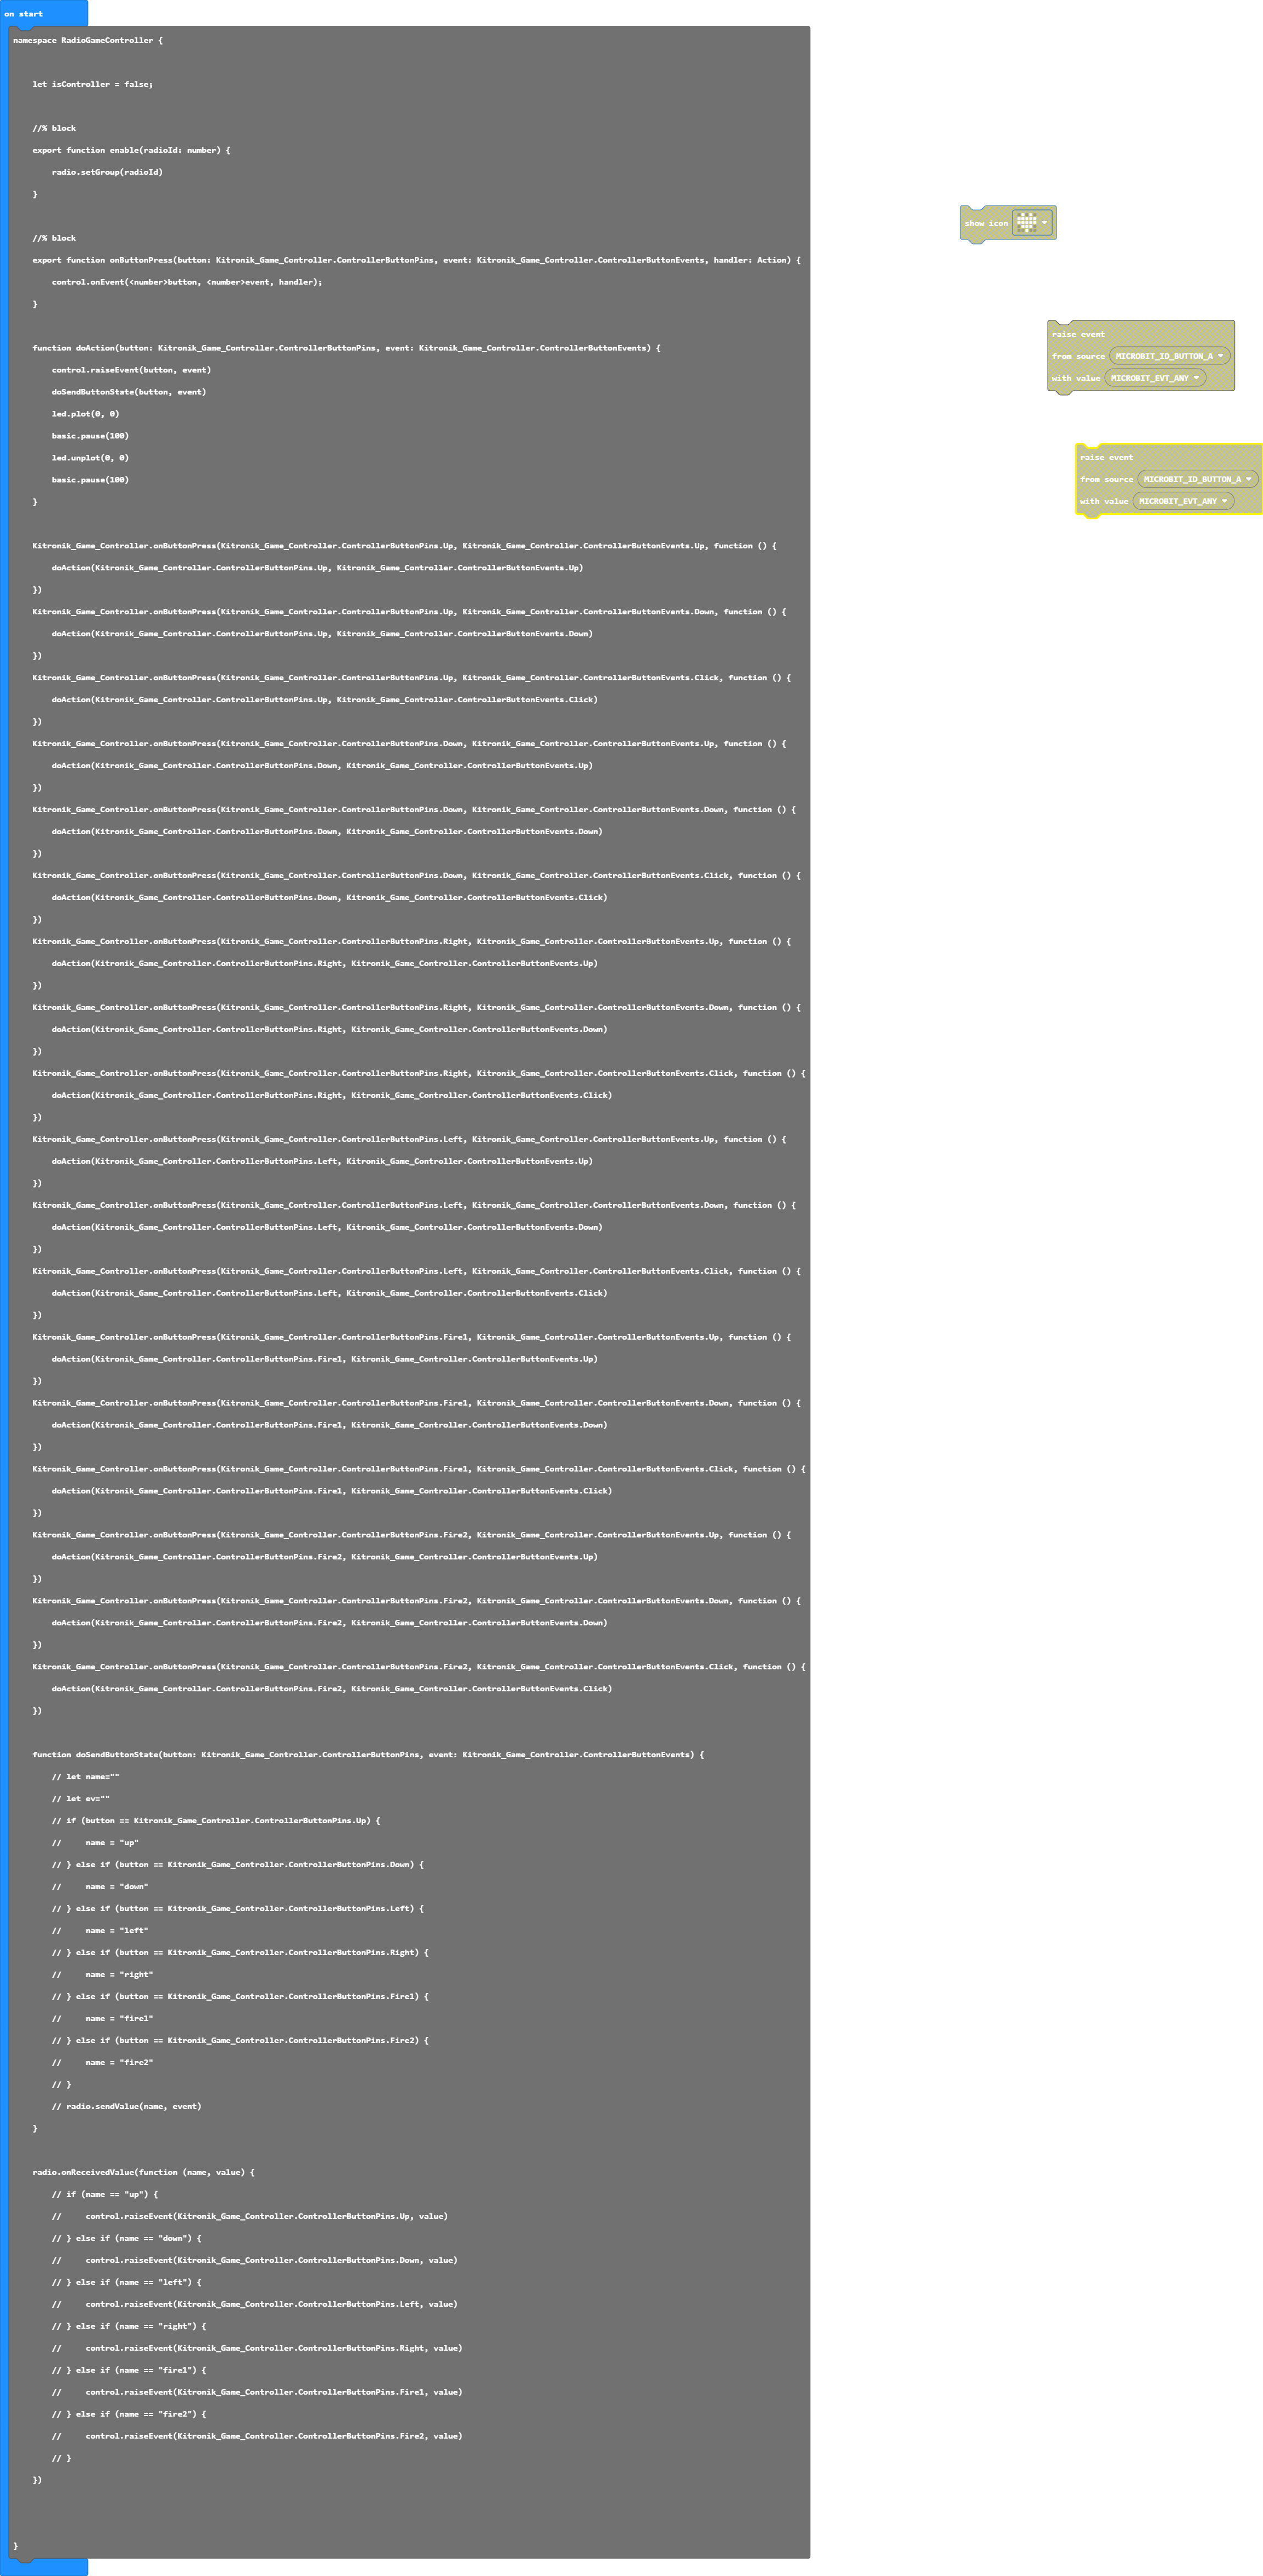 on start
namespace RadioGameController {
let isController = false;
//% block
export function enable(radioId: number) {
radio.setGroup(radioId)
}
//% block
export function onButtonPress(button: Kitronik_Game_Controller.ControllerButtonPins, event: Kitronik_Game_Controller.ControllerButtonEvents, handler: Action) {
control.onEvent(<number>button, <number>event, handler);
}
function doAction(button: Kitronik_Game_Controller.ControllerButtonPins, event: Kitronik_Game_Controller.ControllerButtonEvents) {
control.raiseEvent(button, event)
doSendButtonState(button, event)
led.plot(0, 0)
basic.pause(100)
led.unplot(0, 0)
basic.pause(100)
}
Kitronik_Game_Controller.onButtonPress(Kitronik_Game_Controller.ControllerButtonPins.Up, Kitronik_Game_Controller.ControllerButtonEvents.Up, function () {
doAction(Kitronik_Game_Controller.ControllerButtonPins.Up, Kitronik_Game_Controller.ControllerButtonEvents.Up)
})
Kitronik_Game_Controller.onButtonPress(Kitronik_Game_Controller.ControllerButtonPins.Up, Kitronik_Game_Controller.ControllerButtonEvents.Down, function () {
doAction(Kitronik_Game_Controller.ControllerButtonPins.Up, Kitronik_Game_Controller.ControllerButtonEvents.Down)
})
Kitronik_Game_Controller.onButtonPress(Kitronik_Game_Controller.ControllerButtonPins.Up, Kitronik_Game_Controller.ControllerButtonEvents.Click, function () {
doAction(Kitronik_Game_Controller.ControllerButtonPins.Up, Kitronik_Game_Controller.ControllerButtonEvents.Click)
})
Kitronik_Game_Controller.onButtonPress(Kitronik_Game_Controller.ControllerButtonPins.Down, Kitronik_Game_Controller.ControllerButtonEvents.Up, function () {
doAction(Kitronik_Game_Controller.ControllerButtonPins.Down, Kitronik_Game_Controller.ControllerButtonEvents.Up)
})
Kitronik_Game_Controller.onButtonPress(Kitronik_Game_Controller.ControllerButtonPins.Down, Kitronik_Game_Controller.ControllerButtonEvents.Down, function () {
doAction(Kitronik_Game_Controller.ControllerButtonPins.Down, Kitronik_Game_Controller.ControllerButtonEvents.Down)
})
Kitronik_Game_Controller.onButtonPress(Kitronik_Game_Controller.ControllerButtonPins.Down, Kitronik_Game_Controller.ControllerButtonEvents.Click, function () {
doAction(Kitronik_Game_Controller.ControllerButtonPins.Down, Kitronik_Game_Controller.ControllerButtonEvents.Click)
})
Kitronik_Game_Controller.onButtonPress(Kitronik_Game_Controller.ControllerButtonPins.Right, Kitronik_Game_Controller.ControllerButtonEvents.Up, function () {
doAction(Kitronik_Game_Controller.ControllerButtonPins.Right, Kitronik_Game_Controller.ControllerButtonEvents.Up)
})
Kitronik_Game_Controller.onButtonPress(Kitronik_Game_Controller.ControllerButtonPins.Right, Kitronik_Game_Controller.ControllerButtonEvents.Down, function () {
doAction(Kitronik_Game_Controller.ControllerButtonPins.Right, Kitronik_Game_Controller.ControllerButtonEvents.Down)
})
Kitronik_Game_Controller.onButtonPress(Kitronik_Game_Controller.ControllerButtonPins.Right, Kitronik_Game_Controller.ControllerButtonEvents.Click, function () {
doAction(Kitronik_Game_Controller.ControllerButtonPins.Right, Kitronik_Game_Controller.ControllerButtonEvents.Click)
})
Kitronik_Game_Controller.onButtonPress(Kitronik_Game_Controller.ControllerButtonPins.Left, Kitronik_Game_Controller.ControllerButtonEvents.Up, function () {
doAction(Kitronik_Game_Controller.ControllerButtonPins.Left, Kitronik_Game_Controller.ControllerButtonEvents.Up)
})
Kitronik_Game_Controller.onButtonPress(Kitronik_Game_Controller.ControllerButtonPins.Left, Kitronik_Game_Controller.ControllerButtonEvents.Down, function () {
doAction(Kitronik_Game_Controller.ControllerButtonPins.Left, Kitronik_Game_Controller.ControllerButtonEvents.Down)
})
Kitronik_Game_Controller.onButtonPress(Kitronik_Game_Controller.ControllerButtonPins.Left, Kitronik_Game_Controller.ControllerButtonEvents.Click, function () {
doAction(Kitronik_Game_Controller.ControllerButtonPins.Left, Kitronik_Game_Controller.ControllerButtonEvents.Click)
})
Kitronik_Game_Controller.onButtonPress(Kitronik_Game_Controller.ControllerButtonPins.Fire1, Kitronik_Game_Controller.ControllerButtonEvents.Up, function () {
doAction(Kitronik_Game_Controller.ControllerButtonPins.Fire1, Kitronik_Game_Controller.ControllerButtonEvents.Up)
})
Kitronik_Game_Controller.onButtonPress(Kitronik_Game_Controller.ControllerButtonPins.Fire1, Kitronik_Game_Controller.ControllerButtonEvents.Down, function () {
doAction(Kitronik_Game_Controller.ControllerButtonPins.Fire1, Kitronik_Game_Controller.ControllerButtonEvents.Down)
})
Kitronik_Game_Controller.onButtonPress(Kitronik_Game_Controller.ControllerButtonPins.Fire1, Kitronik_Game_Controller.ControllerButtonEvents.Click, function () {
doAction(Kitronik_Game_Controller.ControllerButtonPins.Fire1, Kitronik_Game_Controller.ControllerButtonEvents.Click)
})
Kitronik_Game_Controller.onButtonPress(Kitronik_Game_Controller.ControllerButtonPins.Fire2, Kitronik_Game_Controller.ControllerButtonEvents.Up, function () {
doAction(Kitronik_Game_Controller.ControllerButtonPins.Fire2, Kitronik_Game_Controller.ControllerButtonEvents.Up)
})
Kitronik_Game_Controller.onButtonPress(Kitronik_Game_Controller.ControllerButtonPins.Fire2, Kitronik_Game_Controller.ControllerButtonEvents.Down, function () {
doAction(Kitronik_Game_Controller.ControllerButtonPins.Fire2, Kitronik_Game_Controller.ControllerButtonEvents.Down)
})
Kitronik_Game_Controller.onButtonPress(Kitronik_Game_Controller.ControllerButtonPins.Fire2, Kitronik_Game_Controller.ControllerButtonEvents.Click, function () {
doAction(Kitronik_Game_Controller.ControllerButtonPins.Fire2, Kitronik_Game_Controller.ControllerButtonEvents.Click)
})
function doSendButtonState(button: Kitronik_Game_Controller.ControllerButtonPins, event: Kitronik_Game_Controller.ControllerButtonEvents) {
// let name=""
// let ev=""
// if (button == Kitronik_Game_Controller.ControllerButtonPins.Up) {
// name = "up"
// } else if (button == Kitronik_Game_Controller.ControllerButtonPins.Down) {
// name = "down"
// } else if (button == Kitronik_Game_Controller.ControllerButtonPins.Left) {
// name = "left"
// } else if (button == Kitronik_Game_Controller.ControllerButtonPins.Right) {
// name = "right"
// } else if (button == Kitronik_Game_Controller.ControllerButtonPins.Fire1) {
// name = "fire1"
// } else if (button == Kitronik_Game_Controller.ControllerButtonPins.Fire2) {
// name = "fire2"
// }
// radio.sendValue(name, event)
}
radio.onReceivedValue(function (name, value) {
// if (name == "up") {
// control.raiseEvent(Kitronik_Game_Controller.ControllerButtonPins.Up, value)
// } else if (name == "down") {
// control.raiseEvent(Kitronik_Game_Controller.ControllerButtonPins.Down, value)
// } else if (name == "left") {
// control.raiseEvent(Kitronik_Game_Controller.ControllerButtonPins.Left, value)
// } else if (name == "right") {
// control.raiseEvent(Kitronik_Game_Controller.ControllerButtonPins.Right, value)
// } else if (name == "fire1") {
// control.raiseEvent(Kitronik_Game_Controller.ControllerButtonPins.Fire1, value)
// } else if (name == "fire2") {
// control.raiseEvent(Kitronik_Game_Controller.ControllerButtonPins.Fire2, value)
// }
})
}
show icon
raise event
from source MICROBIT_ID_BUTTON_A
with value MICROBIT_EVT_ANY
raise event
from source MICROBIT_ID_BUTTON_A
with value MICROBIT_EVT_ANY